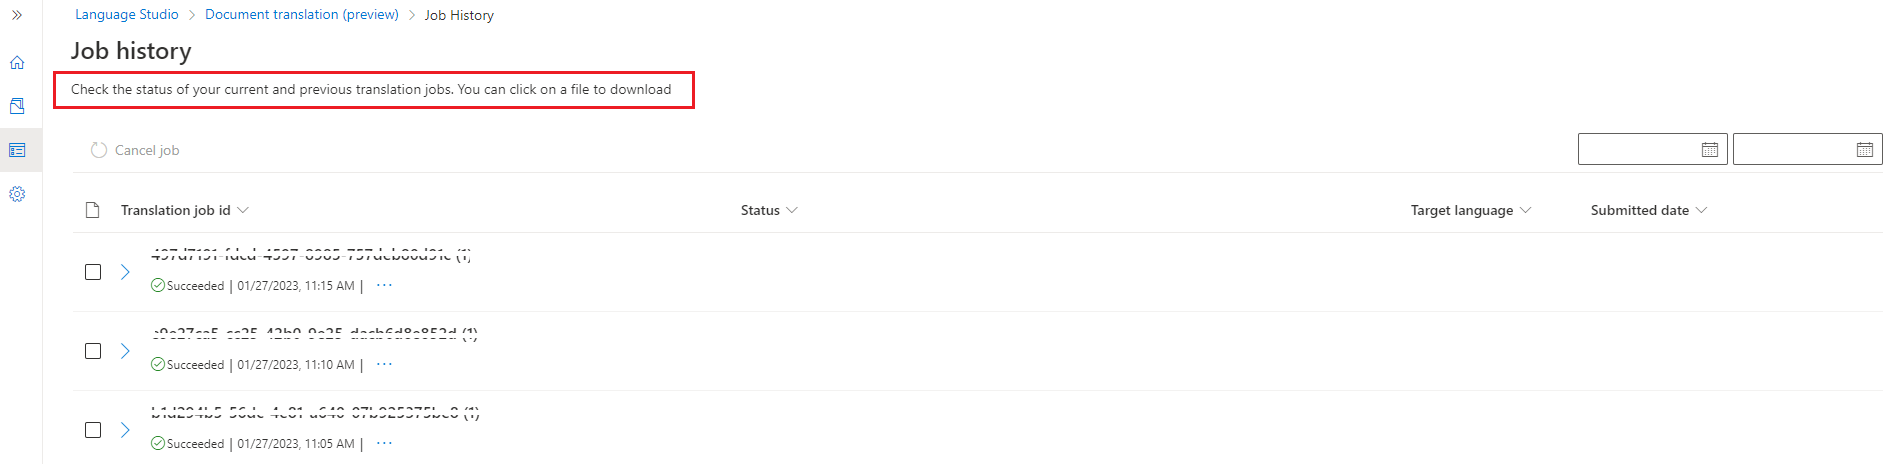 Language Studio > Document translation (preview) > Job History
Job history
Check the status of your current and previous translation jobs. You can click on a file to download
Cancel job
Translation job id Status Target language Submitted date
(1)
Succeeded | 01/27/2023, 11:15 AM | ···
(1)
Succeeded | 01/27/2023, 11:10 AM | ···
(1)
Succeeded | 01/27/2023, 11:05 AM | ···